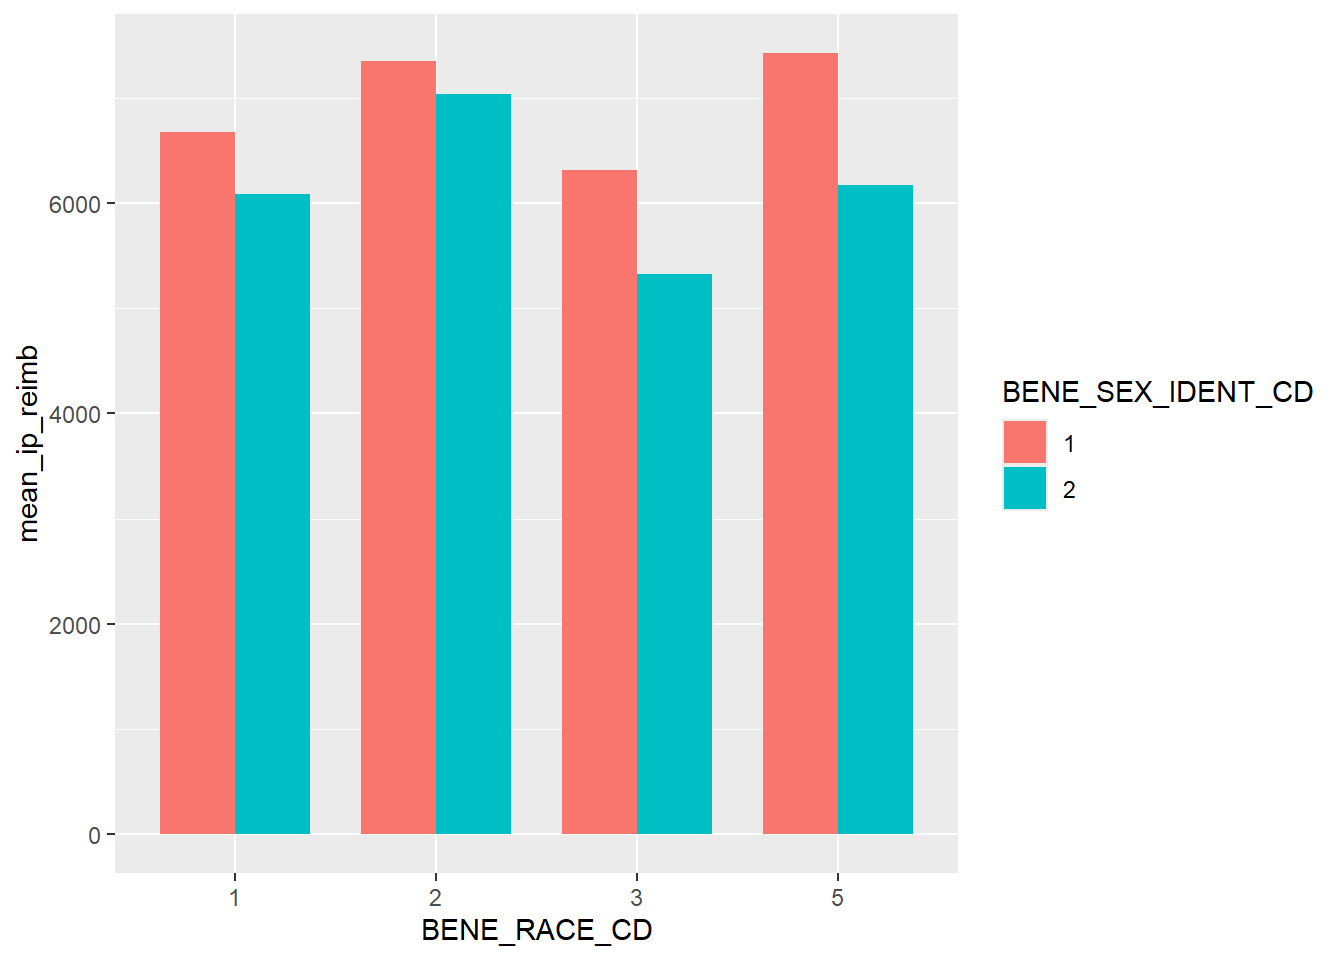 mean_ip_reimb
6000
4000
2000
0
1 2 3 5
BENE_RACE_CD
BENE_SEX_IDENT_CD
1
2